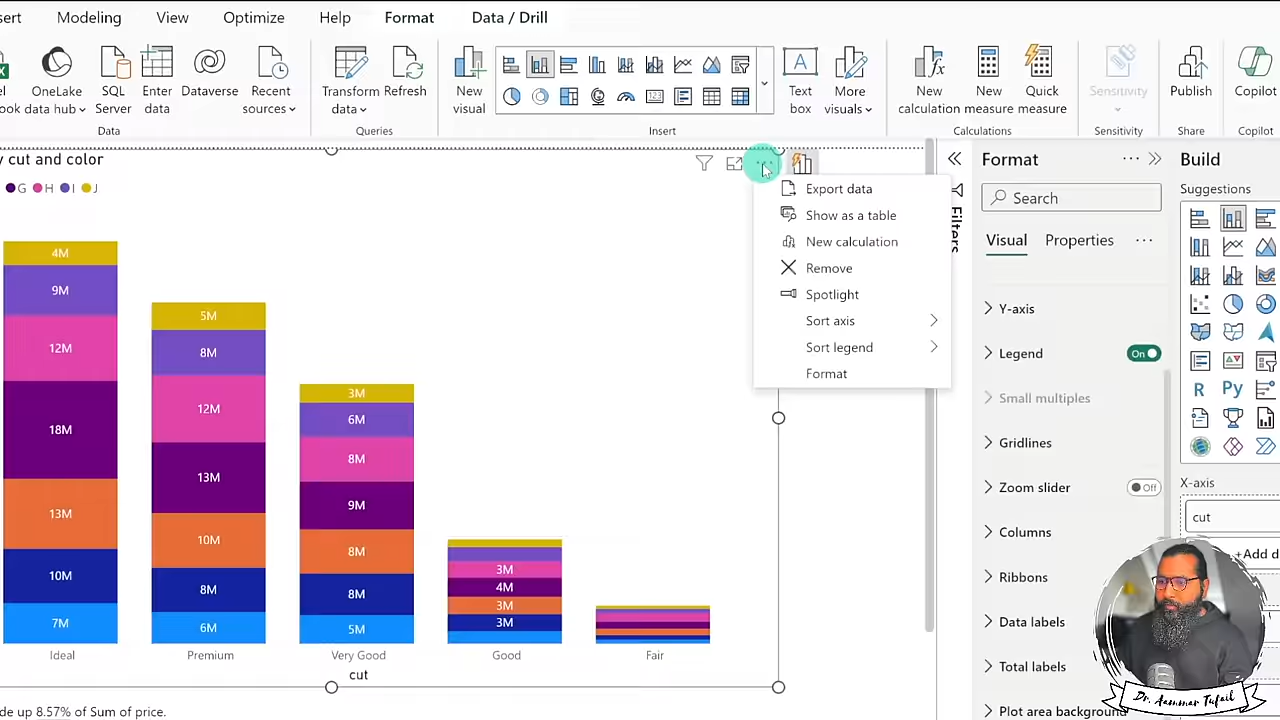 sert Modeling View Optimize Help Format Data / Drill
el OneLake SQL Enter Dataverse Recent Transform Refresh New Text More New New Quick Sensitivity Publish Copilot
ook data hub Server data sources data visual box visuals calculation measure measure
Data Queries Insert Calculations Sensitivity Share Copilot
y cut and color
G H I J
Export data
Show as a table
New calculation
Remove
Spotlight
Sort axis
Sort legend
Format
Filters
4M
9M
12M
18M
13M
10M
7M
5M
8M
12M
13M
10M
8M
6M
3M
6M
8M
9M
8M
8M
5M
3M
4M
3M
3M
Ideal Premium Very Good Good Fair
cut
de up 8.57% of Sum of price.
Format
Search
Visual Properties
Y-axis
Legend On
Small multiples
Gridlines
Zoom slider Off
Columns
Ribbons
Data labels
Total labels
Plot area background
Build
Suggestions
R Py
X-axis
cut
+Add d
Dr. Aammar Tufail